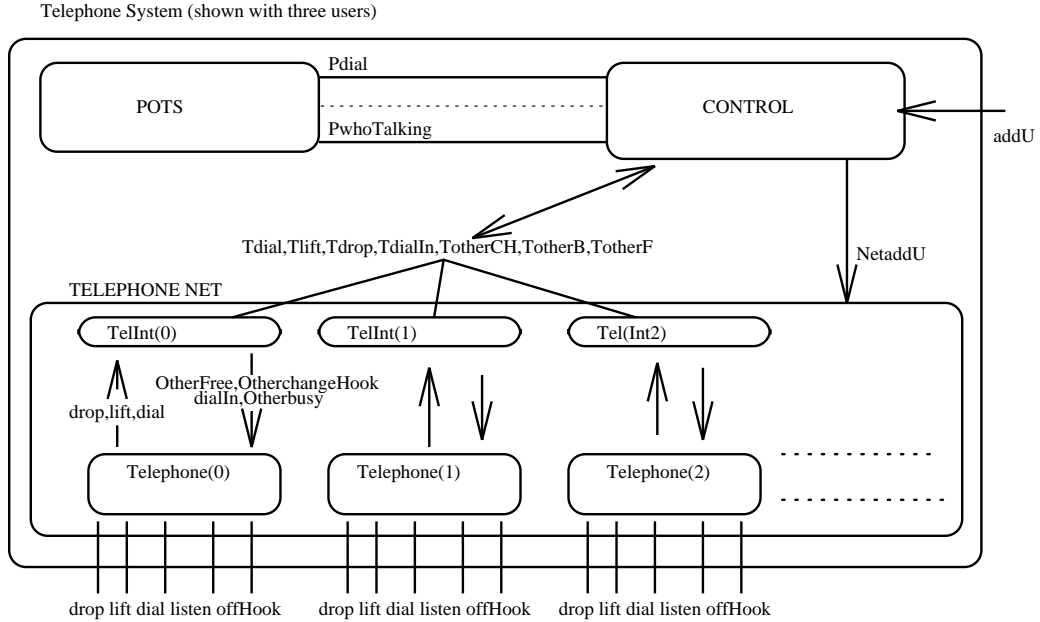 Telephone System (shown with three users)
Pdial
POTS
CONTROL
PwhoTalking
addU
Tdial,Tlift,Tdrop,TdialIn,TotherCH,TotherB,TotherF
NetaddU
TELEPHONE NET
TelInt(0)
TelInt(1)
Tel(Int2)
OtherFree,OtherchangeHook
dialIn,Otherbusy
drop,lift,dial
Telephone(0)
Telephone(1)
Telephone(2)
drop lift dial listen offHook
drop lift dial listen offHook
drop lift dial listen offHook